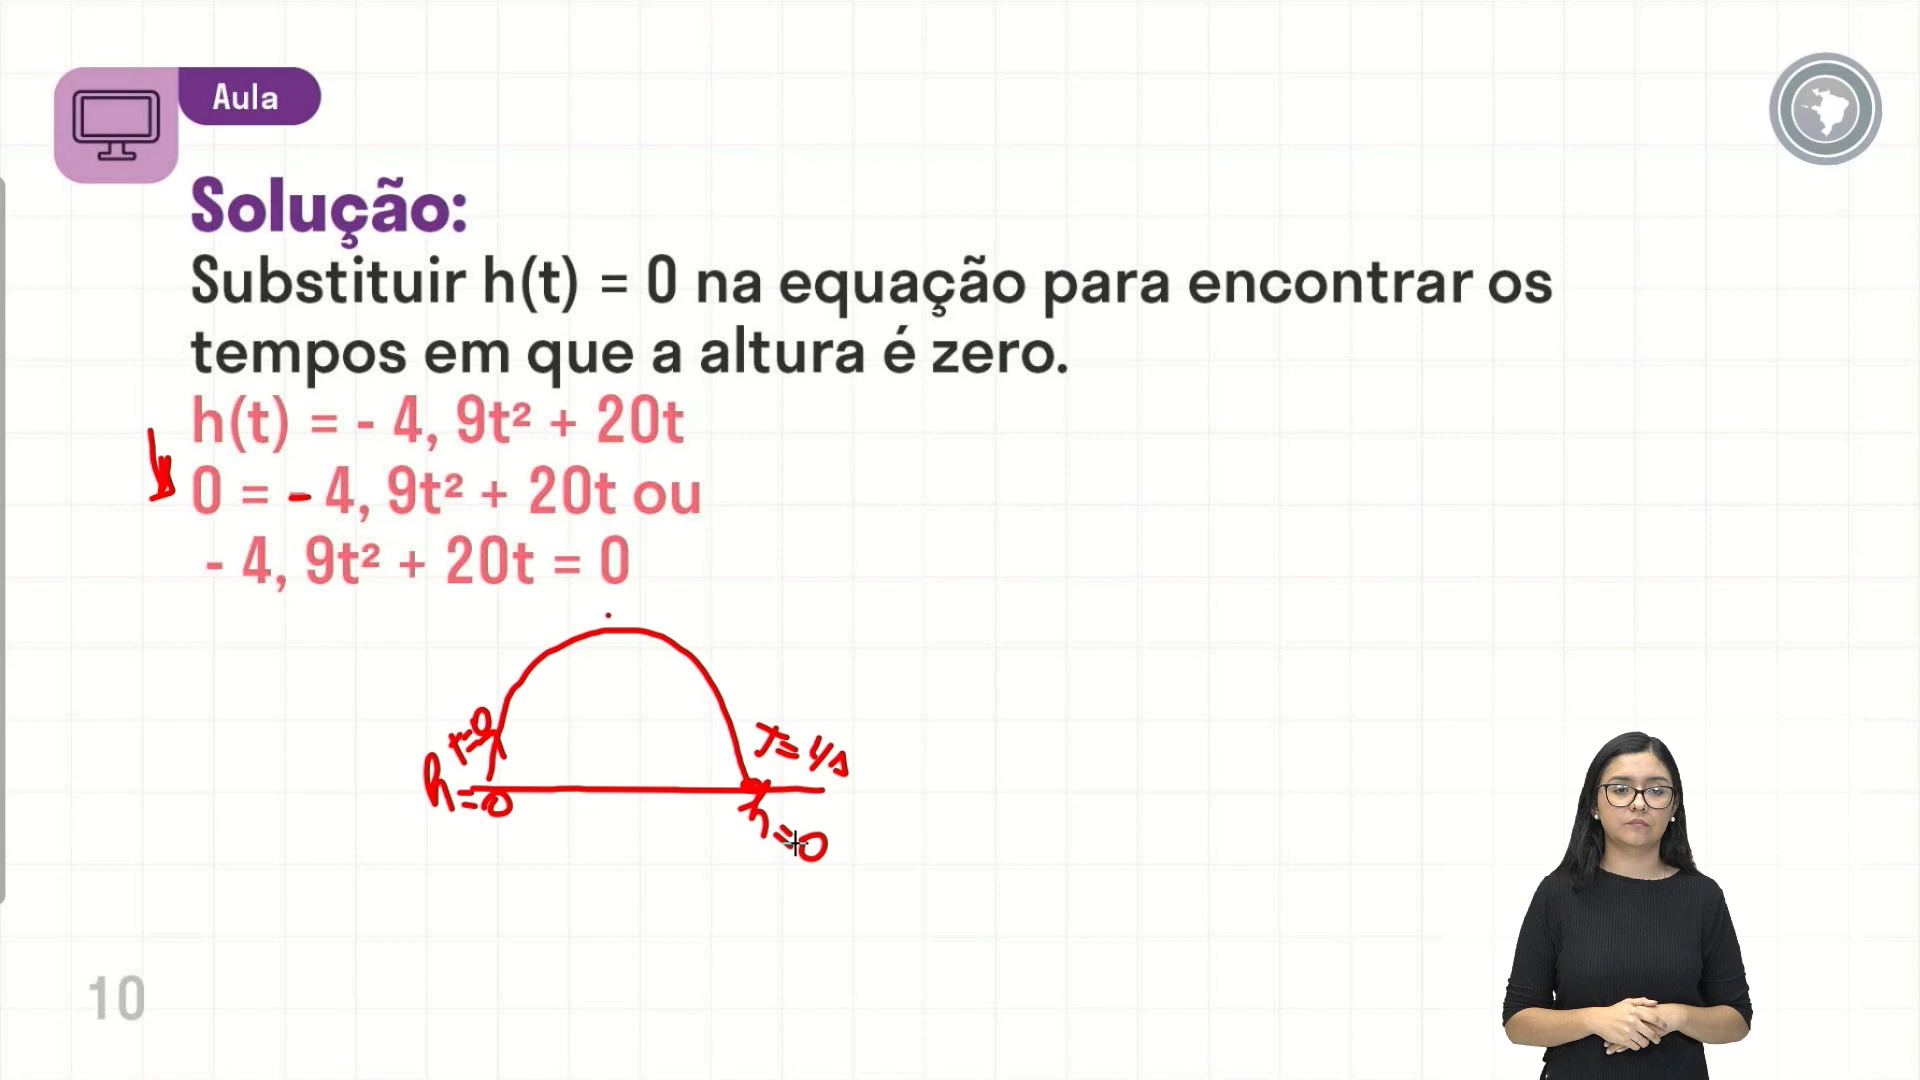 Aula
Solução:
Substituir h(t) = 0 na equação para encontrar os
tempos em que a altura é zero.
h(t) = - 4, 9t² + 20t
0 = - 4, 9t² + 20t ou
- 4, 9t² + 20t = 0
t=0
T= 4s
h=0
h=0
10